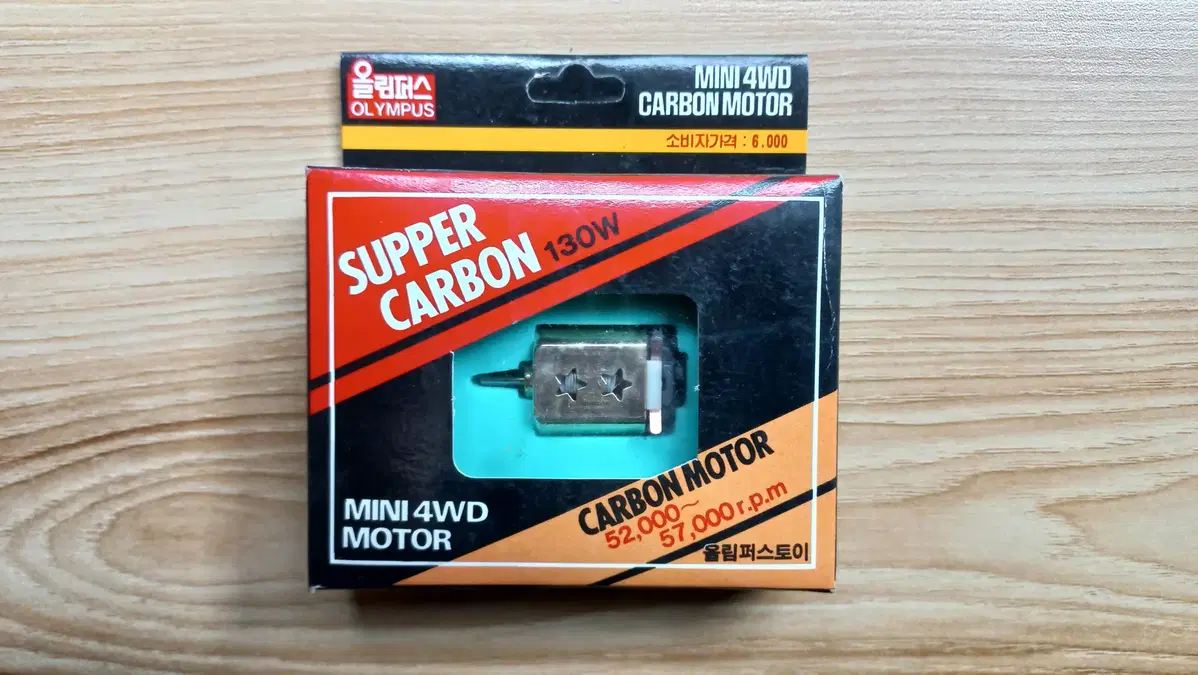 올림퍼스
OLYMPUS
MINI 4WD
CARBON MOTOR
소비자가격 : 6.000
SUPPER
CARBON 130W
MINI 4WD
MOTOR
CARBON MOTOR
52,000~
57,000 r.p.m
올림퍼스토이